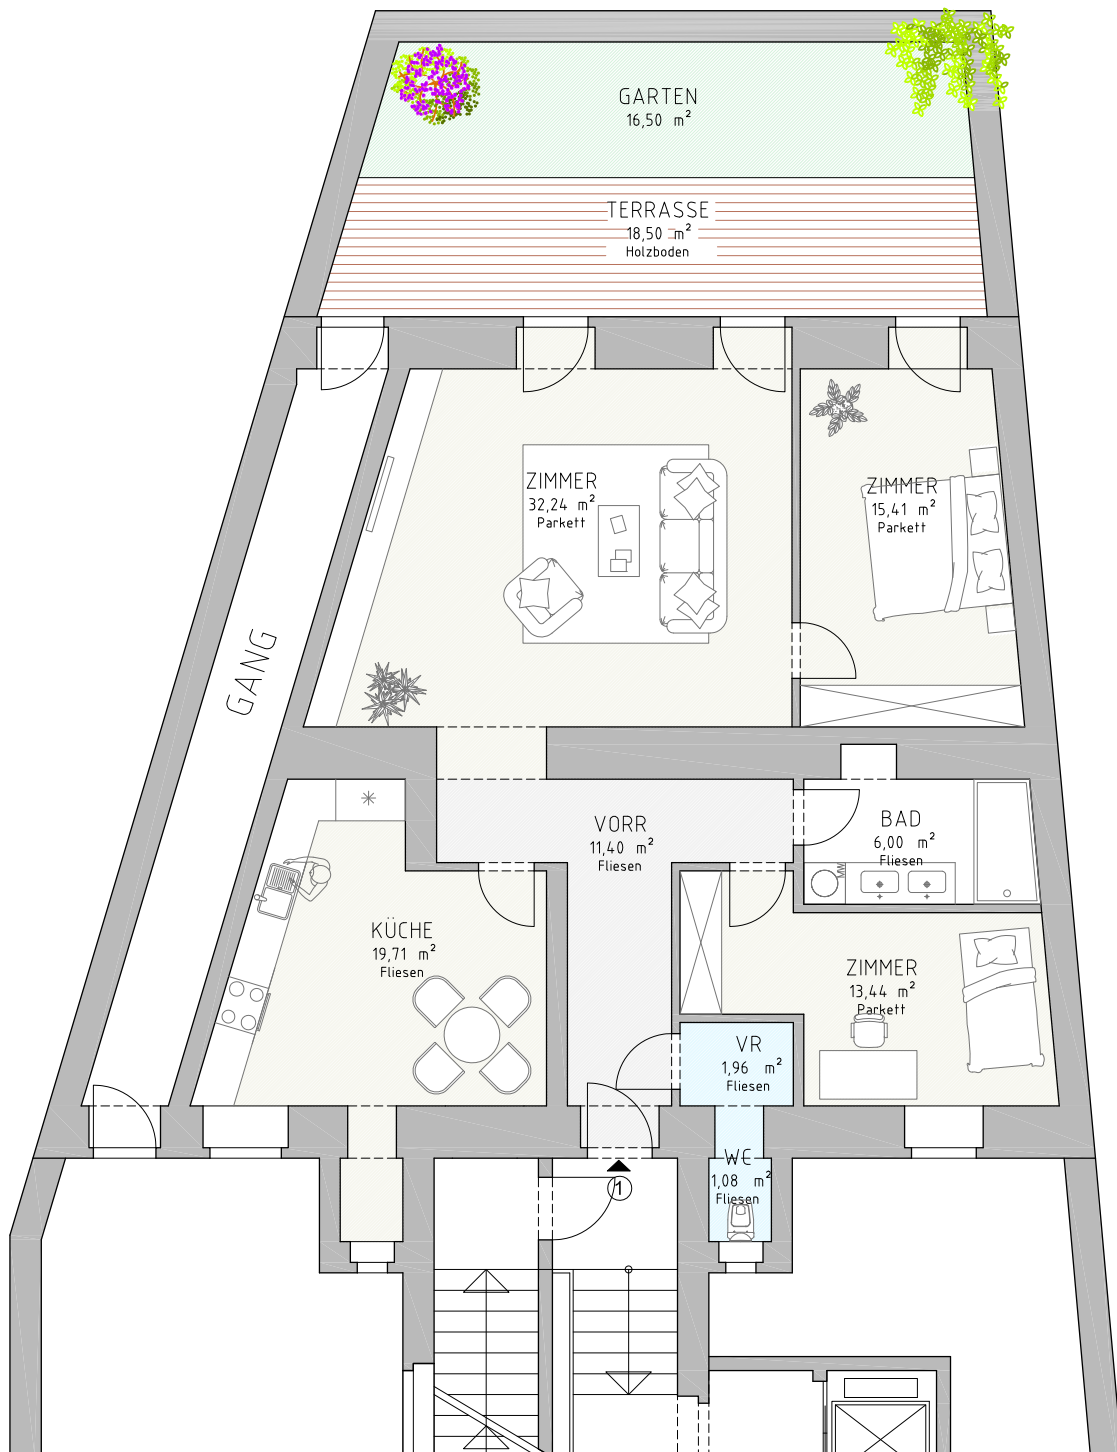 GARTEN
16,50 m²
TERRASSE
18,50 m²
Holzboden
ZIMMER
32,24 m²
Parkett
ZIMMER
15,41 m²
Parkett
GANG
VORR
11,40 m²
Fliesen
BAD
6,00 m²
Fliesen
WM
KÜCHE
19,71 m²
Fliesen
ZIMMER
13,44 m²
Parkett
VR
1,96 m²
Fliesen
WC
1,08 m²
Fliesen
1